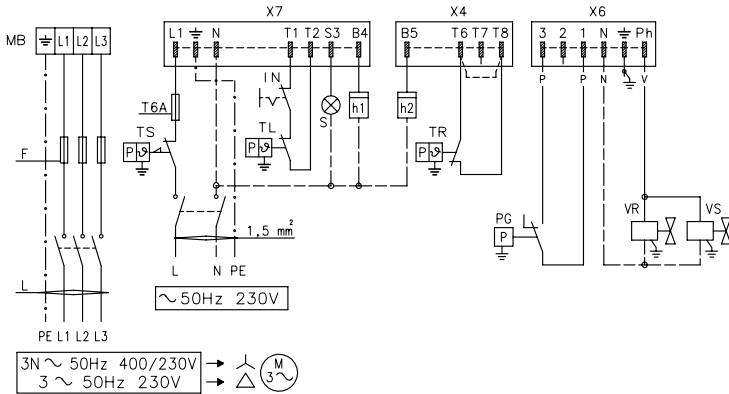 X7 X4 X6
MB L1 L2 L3
L1 N T1 T2 S3 B4
B5 T6 T7 T8
3 2 1 N Ph
P P N V
IN
T6A
S h1 h2
TS TL TR
P ϑ P ϑ P ϑ
F
VR VS
PG
P
1,5 mm²
L N PE
L
∼ 50Hz 230V
PE L1 L2 L3
3N ∼ 50Hz 400/230V
3 ∼ 50Hz 230V
M
3∼